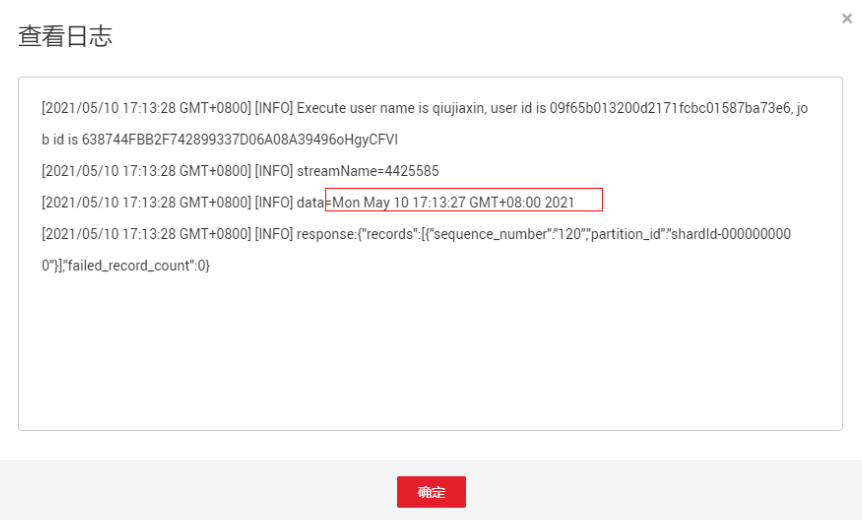 查看日志
×
[2021/05/10 17:13:28 GMT+0800] [INFO] Execute user name is qiujiaxin, user id is 09f65b013200d2171fcbc01587ba73e6, jo
b id is 638744FBB2F742899337D06A08A39496oHgyCFVI
[2021/05/10 17:13:28 GMT+0800] [INFO] streamName=4425585
[2021/05/10 17:13:28 GMT+0800] [INFO] data=Mon May 10 17:13:27 GMT+08:00 2021
[2021/05/10 17:13:28 GMT+0800] [INFO] response:{"records":[{"sequence_number":"120","partition_id":"shardId-000000000
0"}],"failed_record_count":0}
确定